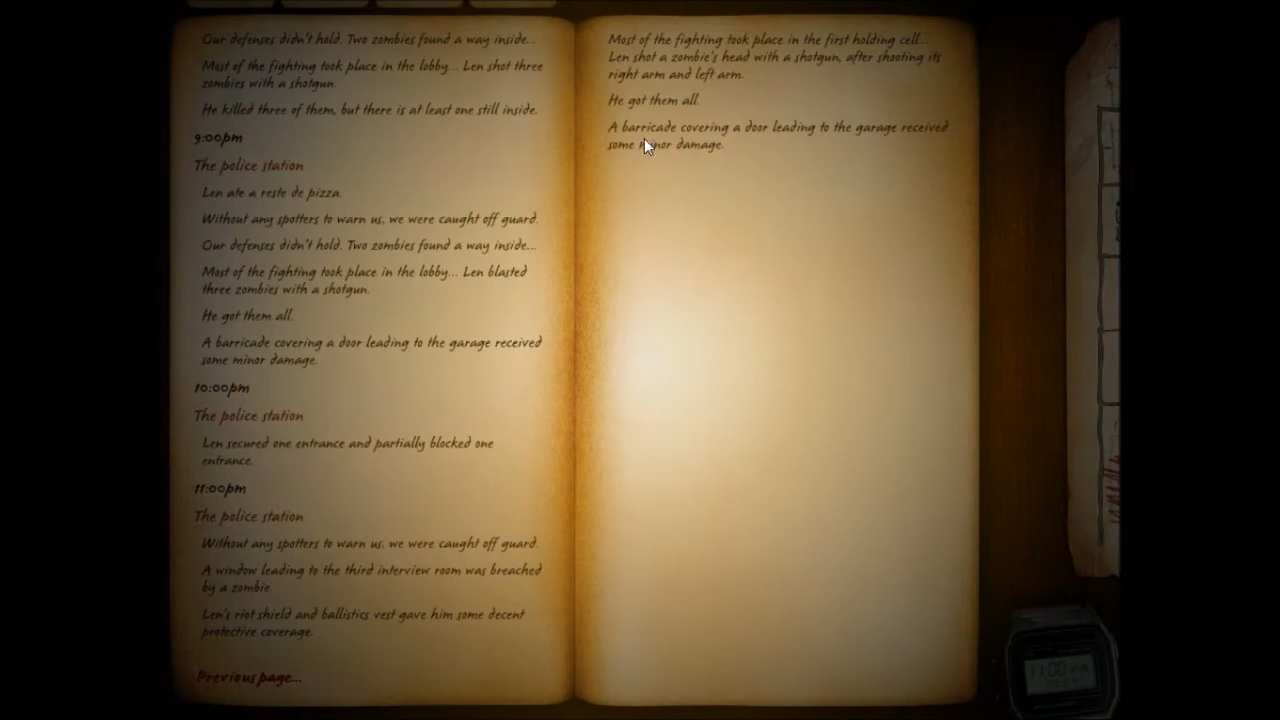 Our defenses didn't hold. Two zombies found a way inside...
Most of the fighting took place in the lobby... Len shot three
zombies with a shotgun.
He killed three of them, but there is at least one still inside.
9:00pm
The police station
Len ate a reste de pizza.
Without any spotters to warn us, we were caught off guard.
Our defenses didn't hold. Two zombies found a way inside...
Most of the fighting took place in the lobby... Len blasted
three zombies with a shotgun.
He got them all.
A barricade covering a door leading to the garage received
some minor damage.
10:00pm
The police station
Len secured one entrance and partially blocked one
entrance.
11:00pm
The police station
Without any spotters to warn us, we were caught off guard.
A window leading to the third interview room was breached
by a zombie.
Len's riot shield and ballistics vest gave him some decent
protective coverage.
Previous page...
Most of the fighting took place in the first holding cell...
Len shot a zombie's head with a shotgun, after shooting its
right arm and left arm.
He got them all.
A barricade covering a door leading to the garage received
some minor damage.
11:00 pm